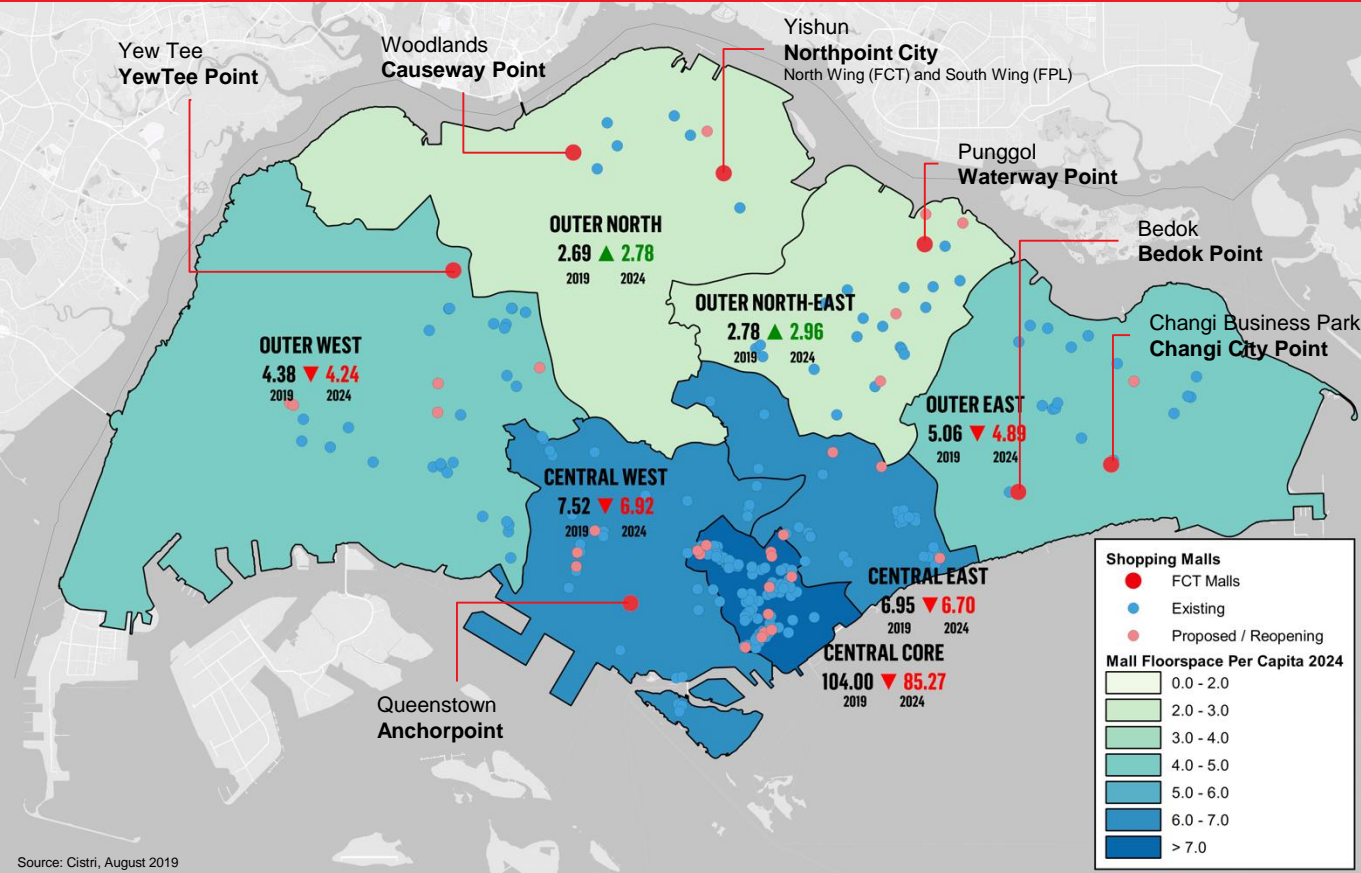 Yew Tee
YewTee Point
Woodlands
Causeway Point
Yishun
Northpoint City
North Wing (FCT) and South Wing (FPL)
Punggol
Waterway Point
Bedok
Bedok Point
Changi Business Park
Changi City Point
OUTER NORTH
2.69 ▲ 2.78
2019 2024
OUTER NORTH-EAST
2.78 ▲ 2.96
2019 2024
OUTER WEST
4.38 ▼ 4.24
2019 2024
OUTER EAST
5.06 ▼ 4.89
2019 2024
CENTRAL WEST
7.52 ▼ 6.92
2019 2024
CENTRAL EAST
6.95 ▼ 6.70
2019 2024
CENTRAL CORE
104.00 ▼ 85.27
2019 2024
Queenstown
Anchorpoint
Shopping Malls
FCT Malls
Existing
Proposed / Reopening
Mall Floorspace Per Capita 2024
0.0 - 2.0
2.0 - 3.0
3.0 - 4.0
4.0 - 5.0
5.0 - 6.0
6.0 - 7.0
> 7.0
Source: Cistri, August 2019